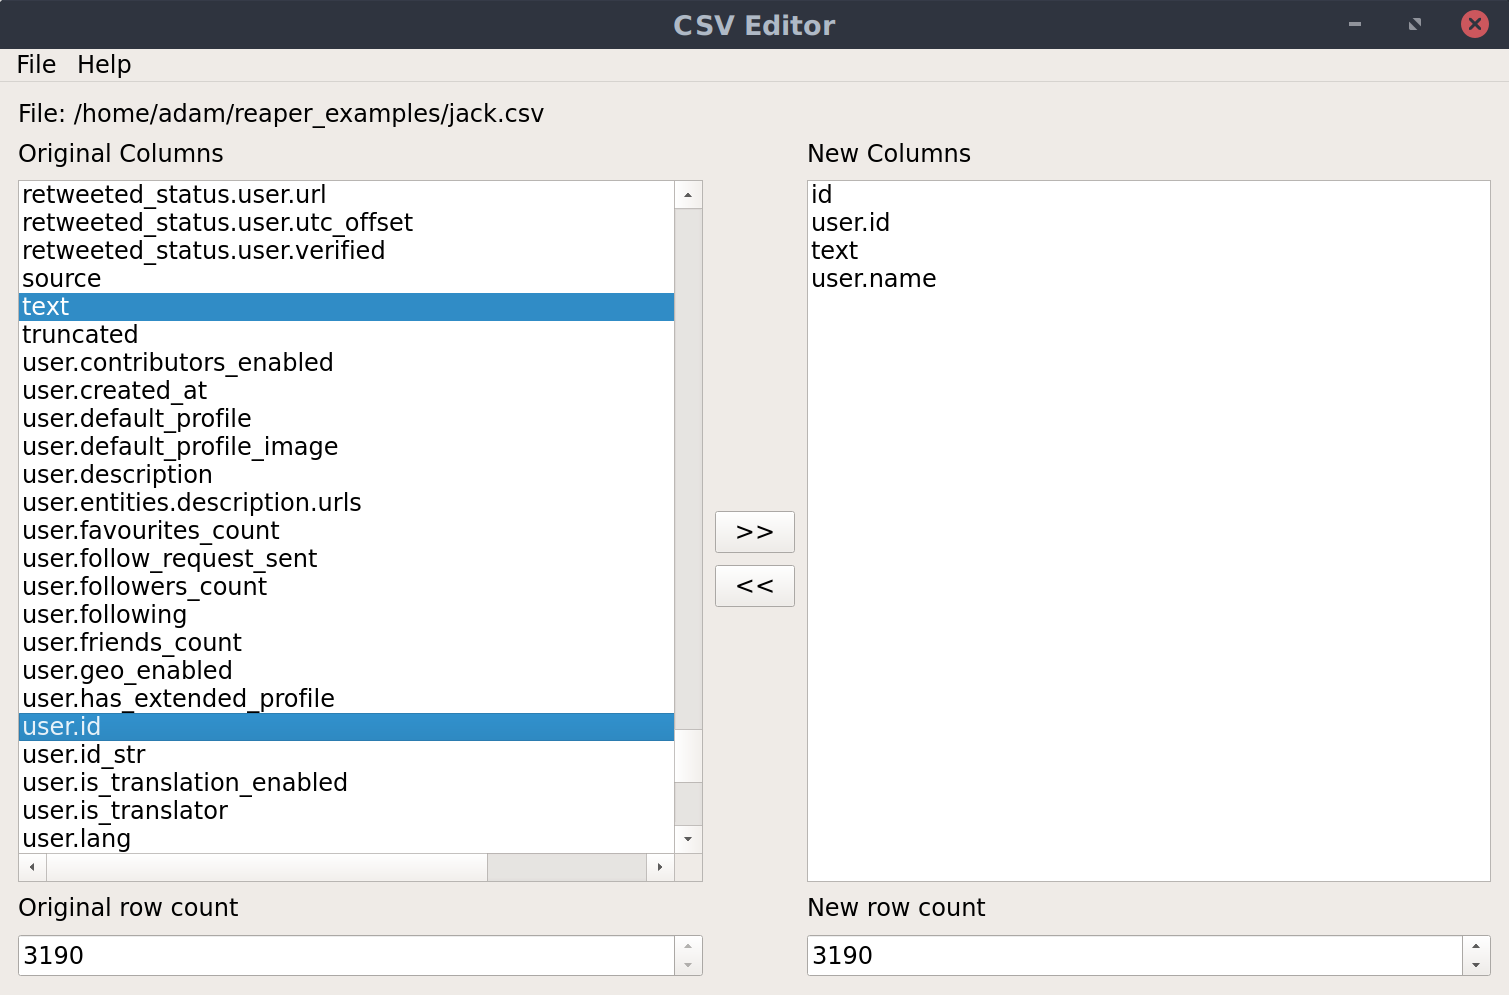 CSV Editor
File Help
File: /home/adam/reaper_examples/jack.csv
Original Columns
retweeted_status.user.url
retweeted_status.user.utc_offset
retweeted_status.user.verified
source
text
truncated
user.contributors_enabled
user.created_at
user.default_profile
user.default_profile_image
user.description
user.entities.description.urls
user.favourites_count
user.follow_request_sent
user.followers_count
user.following
user.friends_count
user.geo_enabled
user.has_extended_profile
user.id
user.id_str
user.is_translation_enabled
user.is_translator
user.lang
Original row count
3190
>>
<<
New Columns
id
user.id
text
user.name
New row count
3190